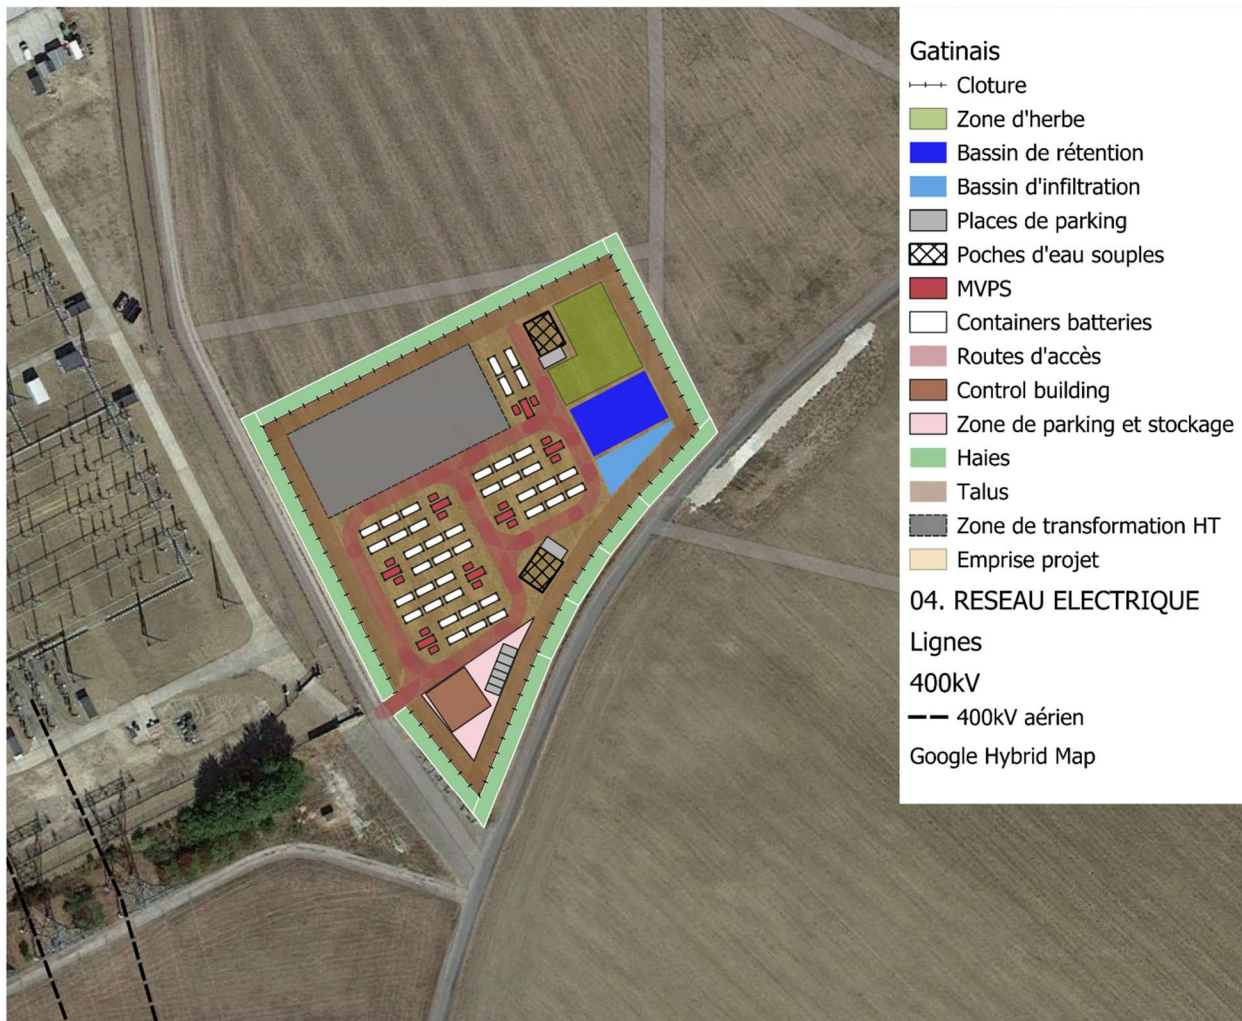 Gatinais
Cloture
Zone d'herbe
Bassin de rétention
Bassin d'infiltration
Places de parking
Poches d'eau souples
MVPS
Containers batteries
Routes d'accès
Control building
Zone de parking et stockage
Haies
Talus
Zone de transformation HT
Emprise projet
04. RESEAU ELECTRIQUE
Lignes
400kV
400kV aérien
Google Hybrid Map